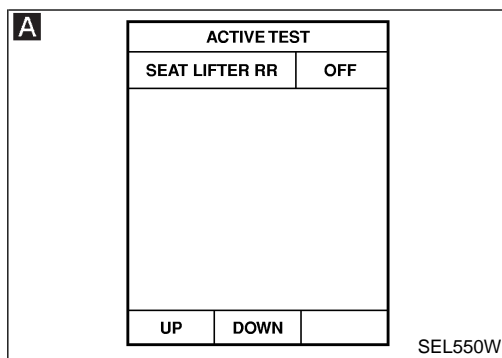 A
ACTIVE TEST
SEAT LIFTER RR OFF
UP DOWN
SEL550W